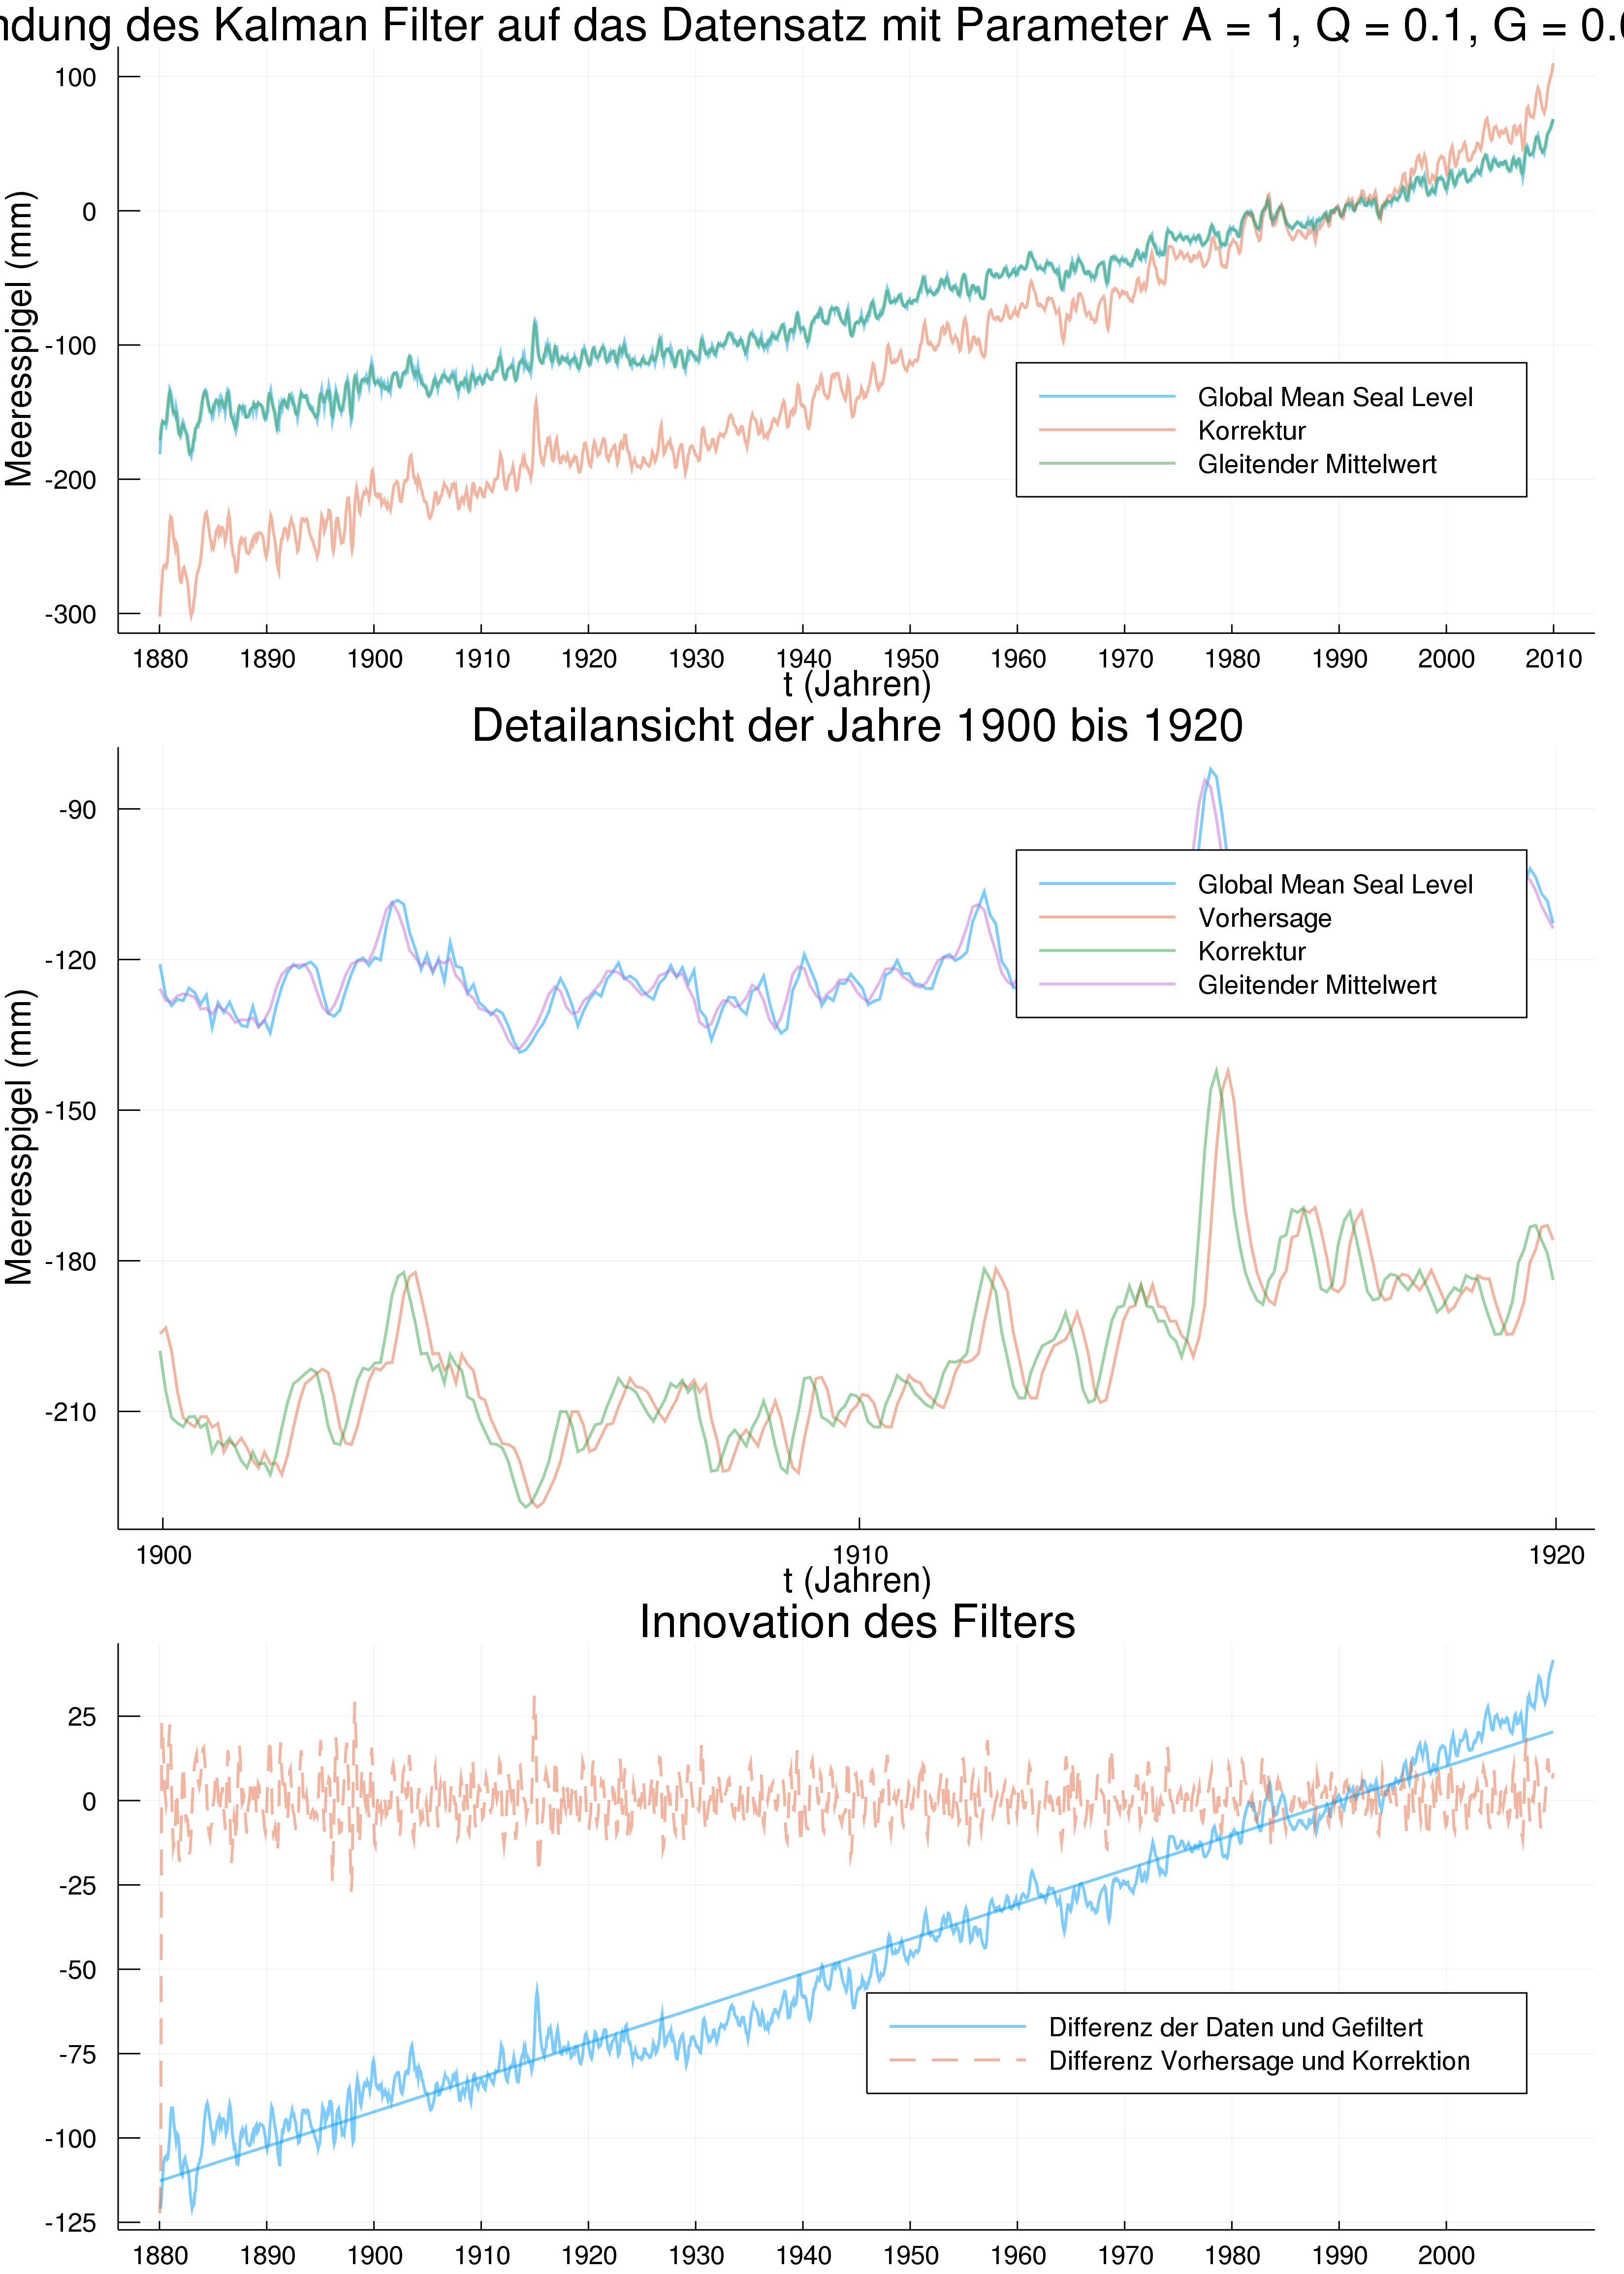 ndung des Kalman Filter auf das Datensatz mit Parameter A = 1, Q = 0.1, G = 0.0
100
0
-100
-200
-300
Meeresspigel (mm)
Global Mean Seal Level
Korrektur
Gleitender Mittelwert
1880 1890 1900 1910 1920 1930 1940 1950 1960 1970 1980 1990 2000 2010
t (Jahren)
Detailansicht der Jahre 1900 bis 1920
-90
-120
-150
-180
-210
Meeresspigel (mm)
Global Mean Seal Level
Vorhersage
Korrektur
Gleitender Mittelwert
1900 1910 1920
t (Jahren)
Innovation des Filters
25
0
-25
-50
-75
-100
-125
Differenz der Daten und Gefiltert
Differenz Vorhersage und Korrektion
1880 1890 1900 1910 1920 1930 1940 1950 1960 1970 1980 1990 2000